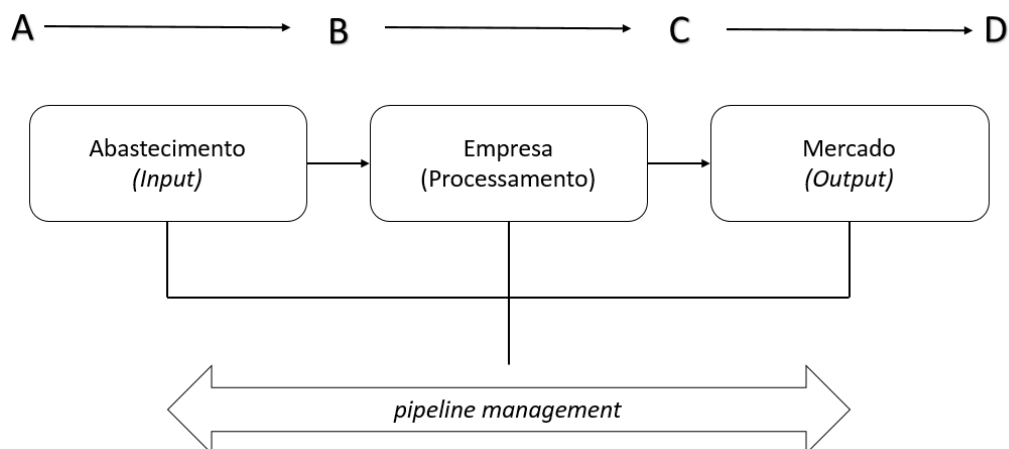 A B C D
Abastecimento
(Input)
Empresa
(Processamento)
Mercado
(Output)
pipeline management